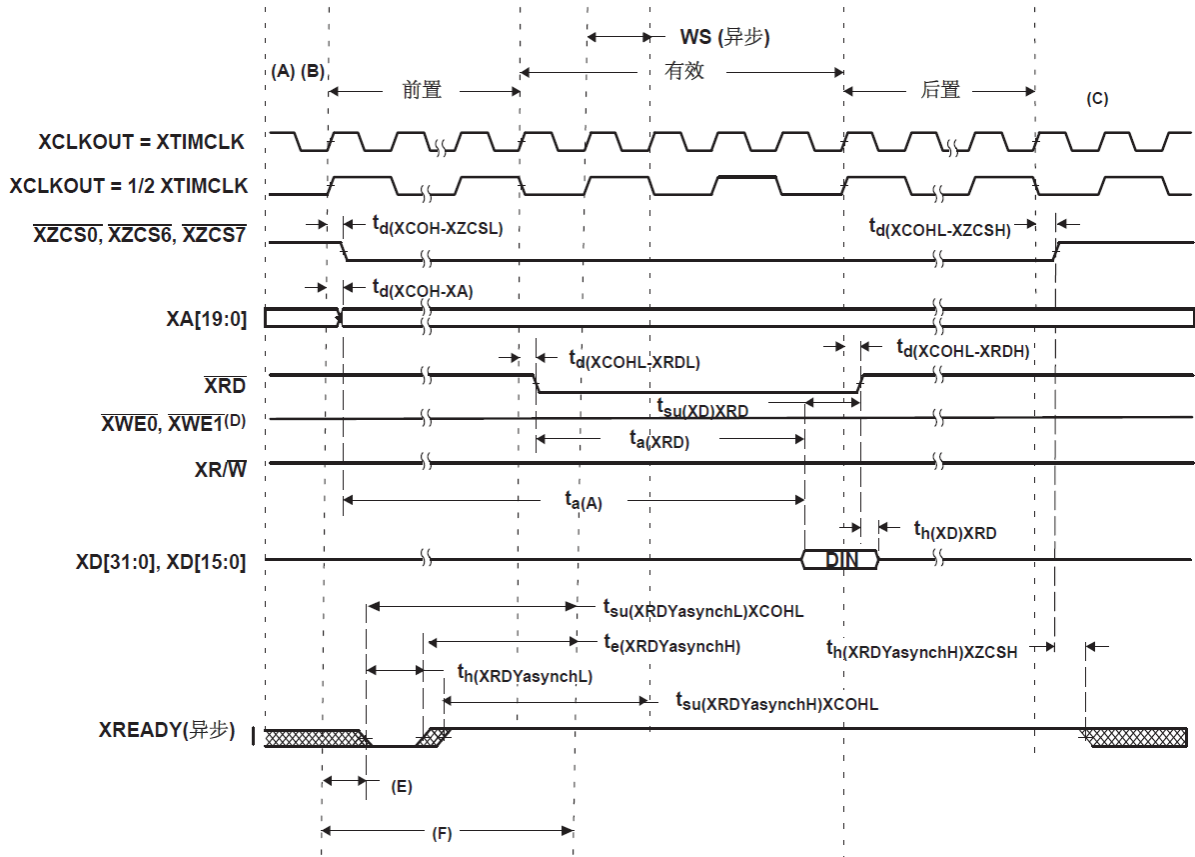 WS (异步)
有效
(A) (B)
前置
后置
(C)
XCLKOUT = XTIMCLK
XCLKOUT = 1/2 XTIMCLK
td(XCOH-XZCSL)
td(XCOHL-XZCSH)
XZCS0, XZCS6, XZCS7
td(XCOH-XA)
XA[19:0]
td(XCOHL-XRDL)
td(XCOHL-XRDH)
XRD
tsu(XD)XRD
XWE0, XWE1(D)
ta(XRD)
XR/W
ta(A)
th(XD)XRD
XD[31:0], XD[15:0]
DIN
tsu(XRDYasynchL)XCOHL
te(XRDYasynchH)
th(XRDYasynchH)XZCSH
th(XRDYasynchL)
tsu(XRDYasynchH)XCOHL
XREADY(异步)
(E)
(F)